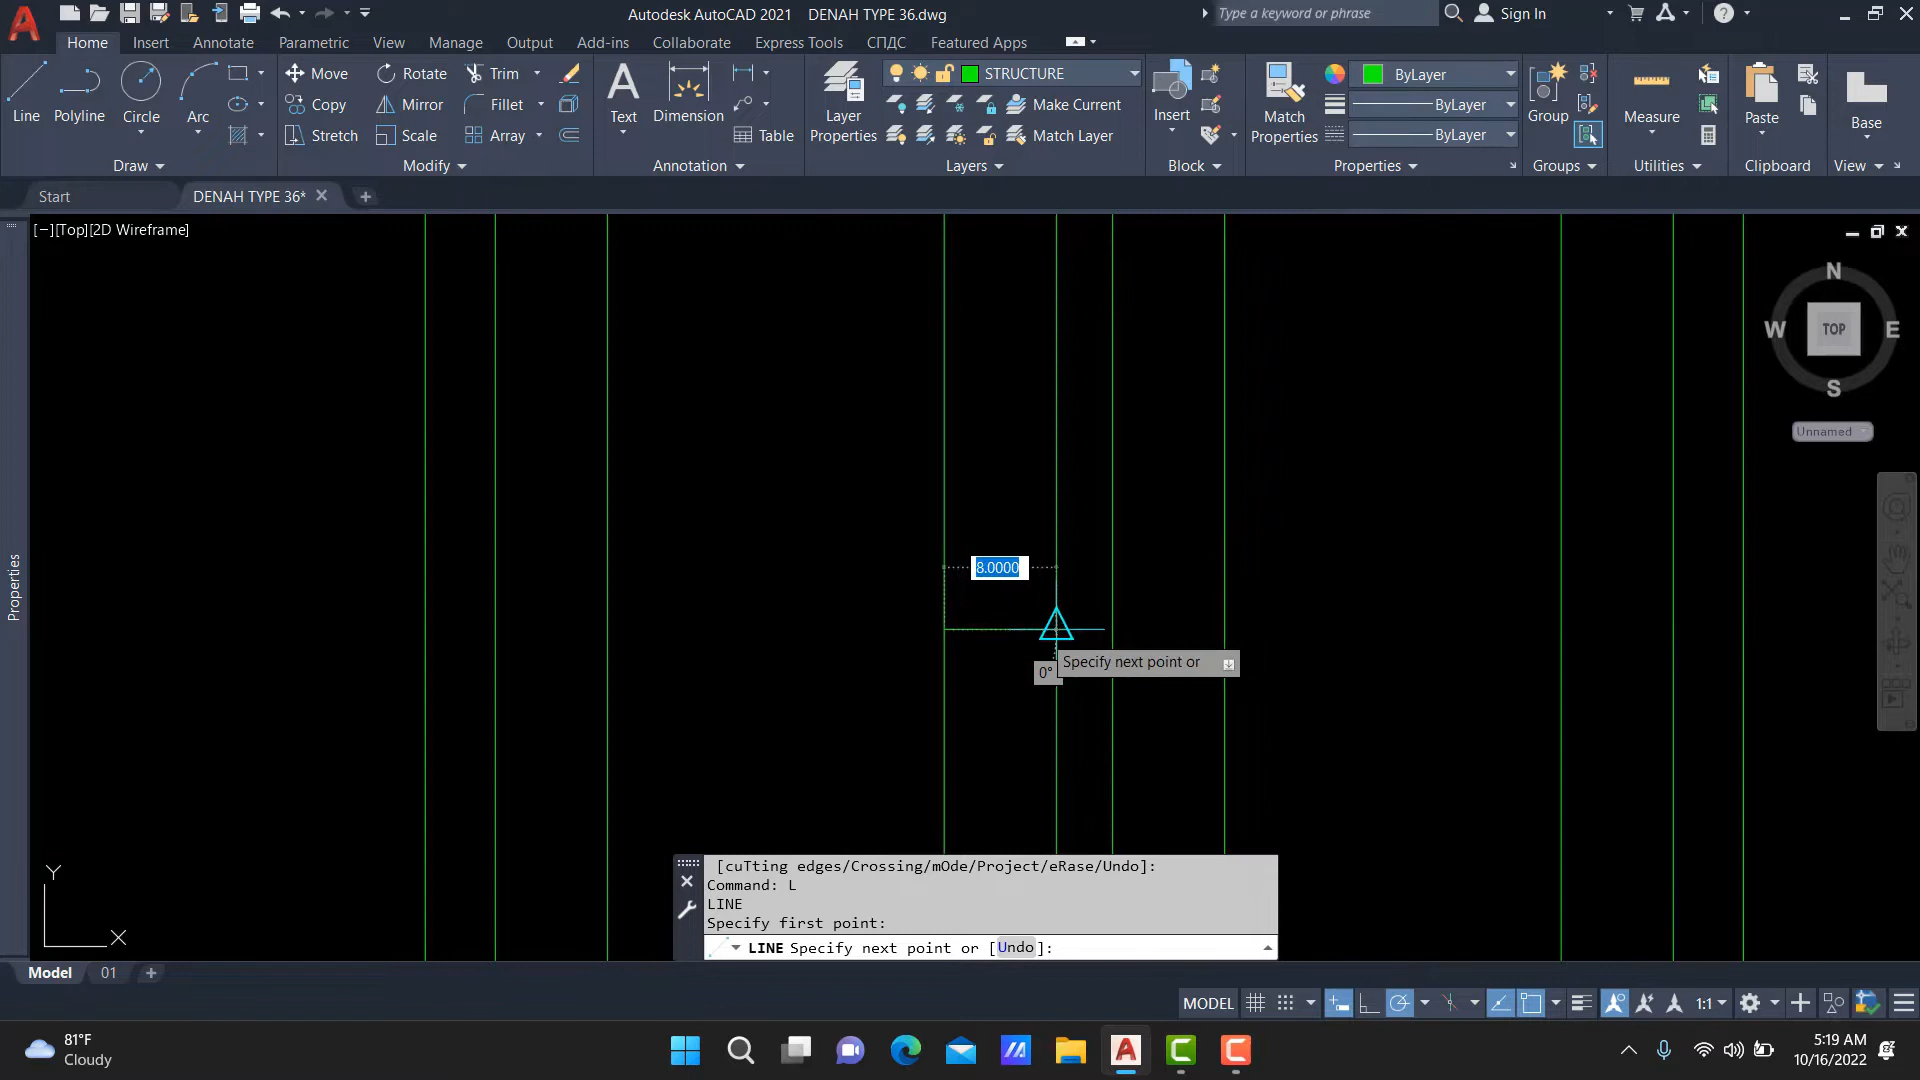 Autodesk AutoCAD 2021 DENAH TYPE 36.dwg
Type a keyword or phrase
Sign In
Home Insert Annotate Parametric View Manage Output Add-ins Collaborate Express Tools СПДС Featured Apps
Line Polyline Circle Arc
Move Rotate Trim
Copy Mirror Fillet
Stretch Scale Array
Text Dimension Table
Layer Properties
STRUCTURE
Make Current
Match Layer
Insert
Match Properties
ByLayer
ByLayer
ByLayer
Group Measure Paste Base
Draw Modify Annotation Layers Block Properties Groups Utilities Clipboard View
Start DENAH TYPE 36*
[−][Top][2D Wireframe]
N
W TOP E
S
Unnamed
Properties
8.0000
Specify next point or
0°
[cuTting edges/Crossing/mOde/Project/eRase/Undo]:
Command: L
LINE
Specify first point:
LINE Specify next point or [Undo]:
Y
X
Model 01
MODEL 1:1
81°F
Cloudy
5:19 AM
10/16/2022